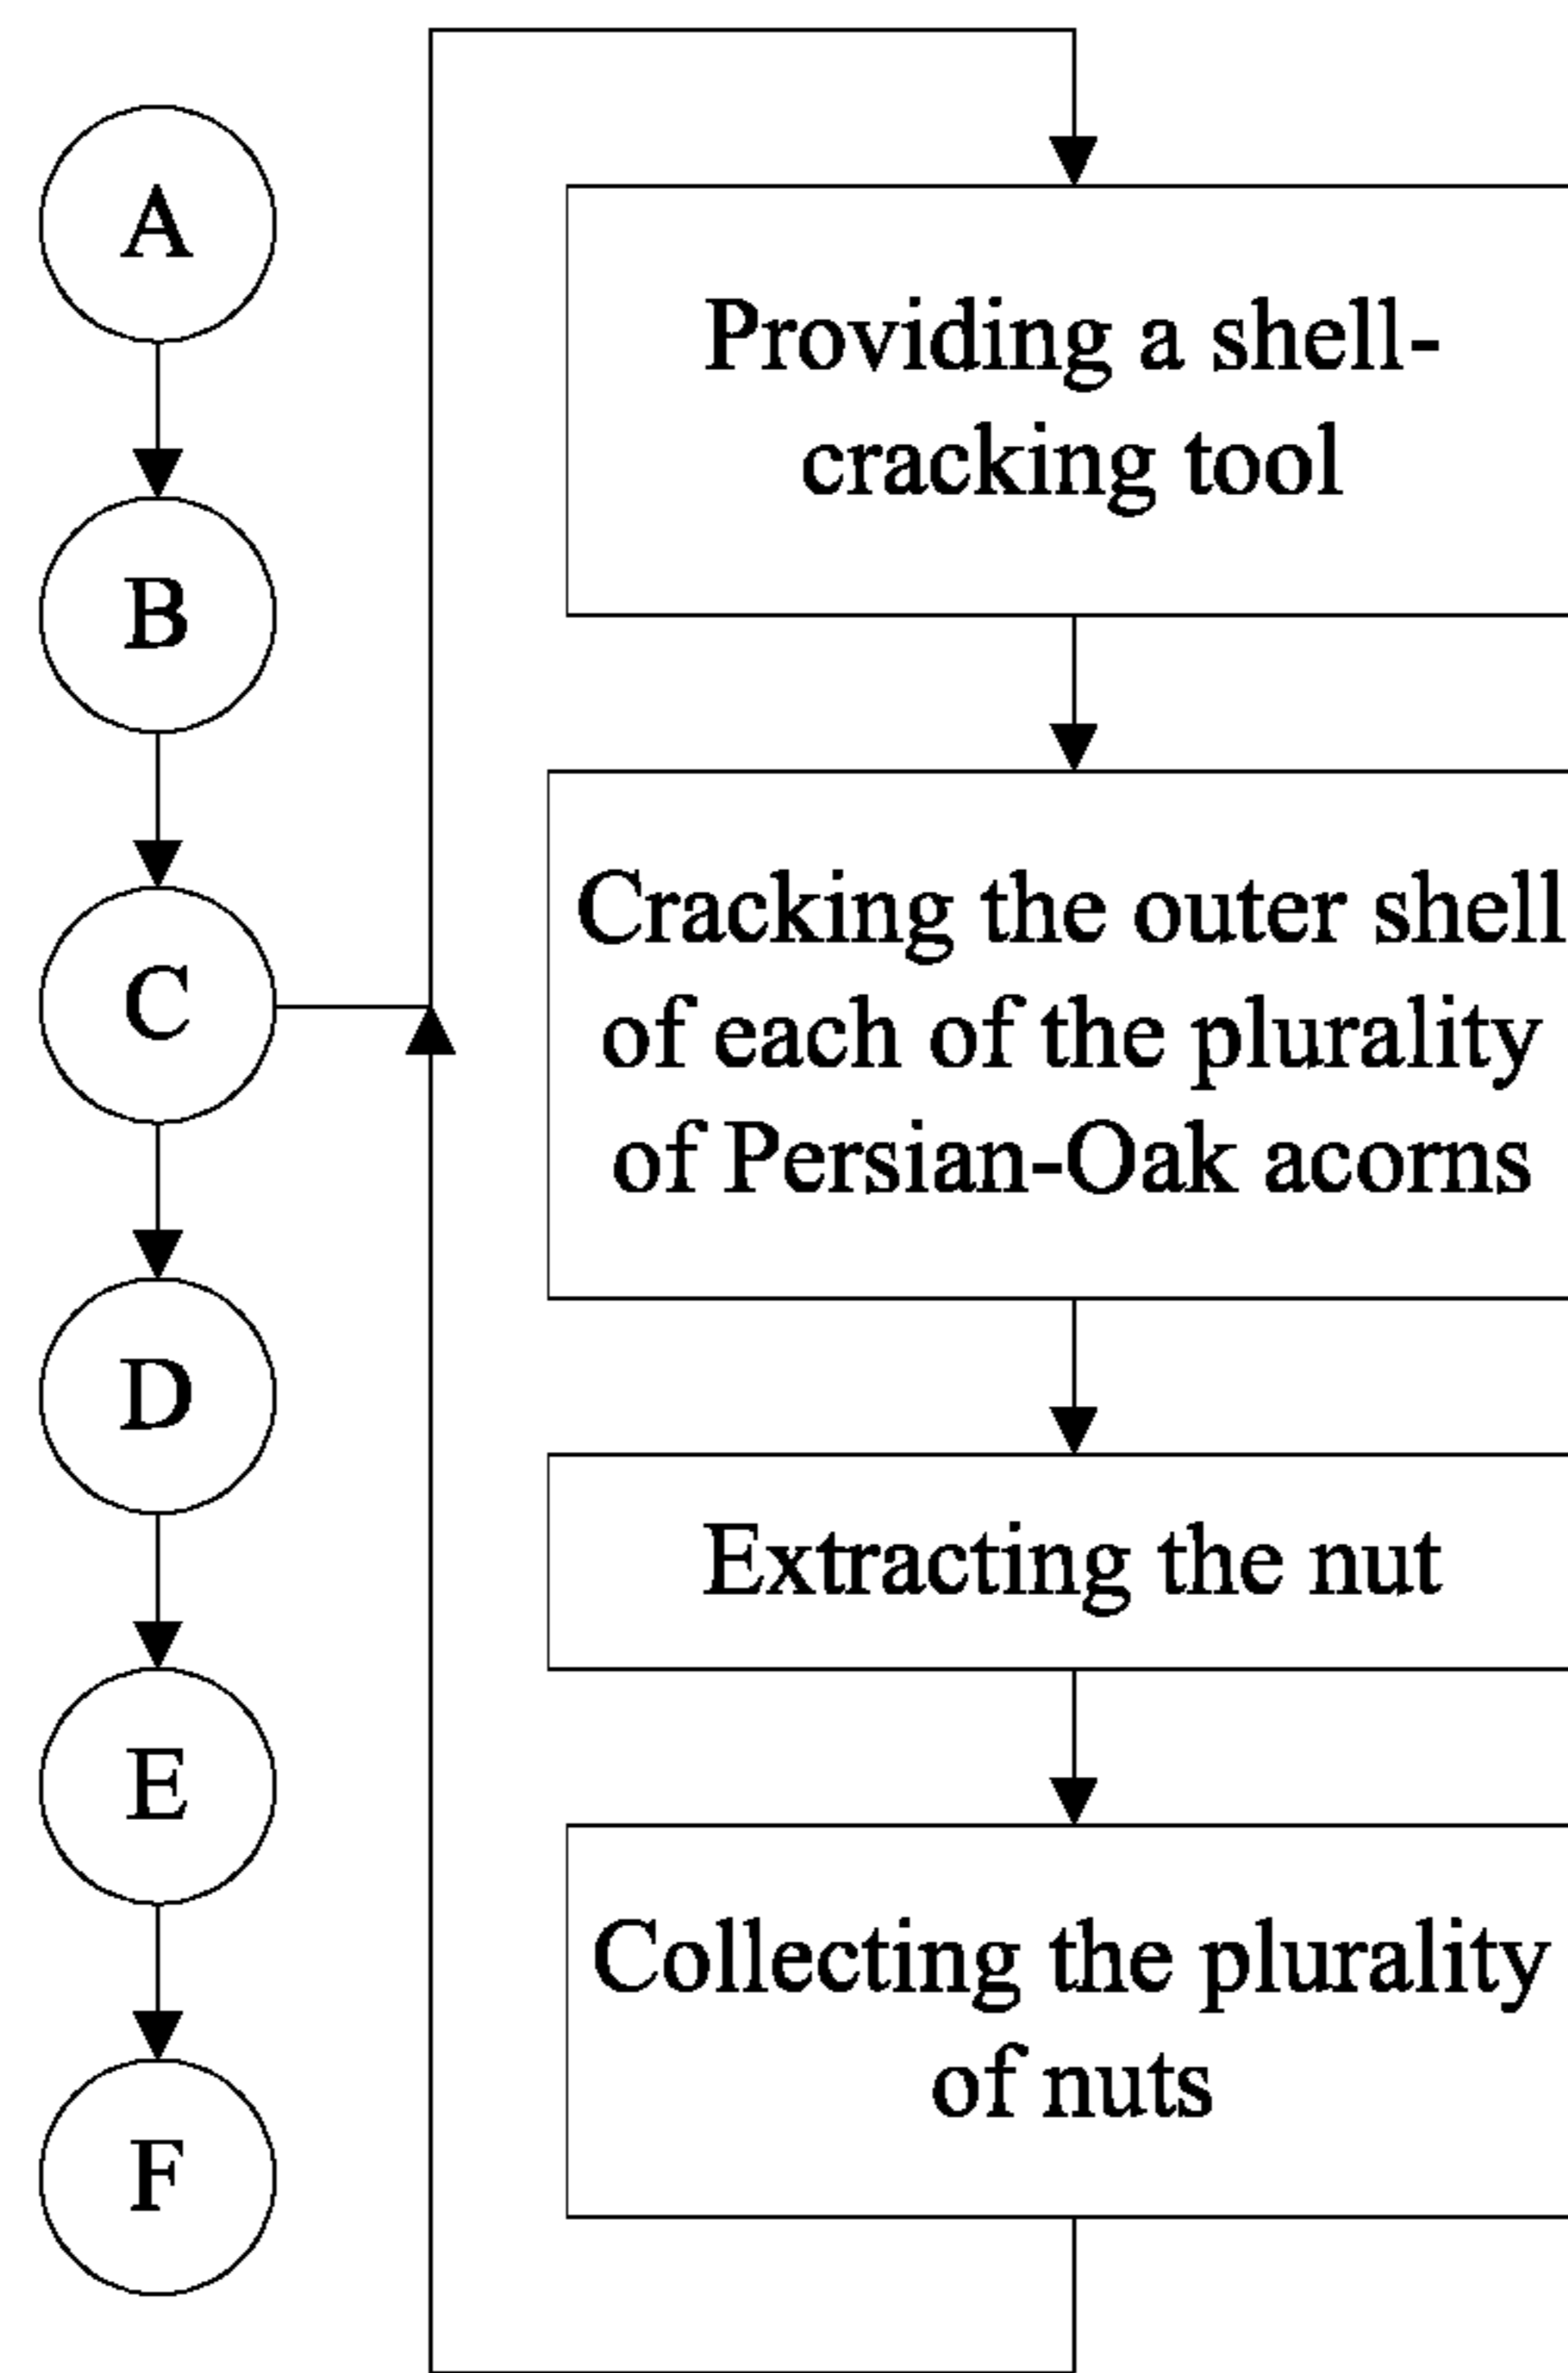 A
B
C
D
E
F
Providing a shell-
cracking tool
Cracking the outer shell
of each of the plurality
of Persian-Oak acorns
Extracting the nut
Collecting the plurality
of nuts